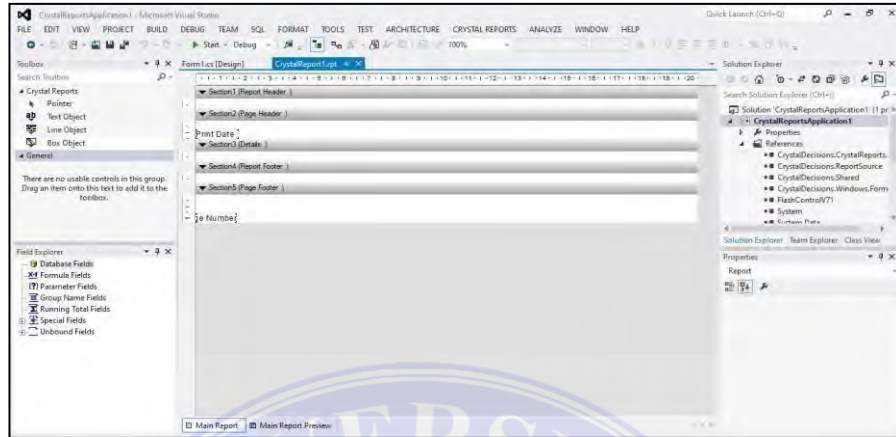 CrystalReportsApplication1 - Microsoft Visual Studio
Quick Launch (Ctrl+Q)
FILE EDIT VIEW PROJECT BUILD DEBUG TEAM SQL FORMAT TOOLS TEST ARCHITECTURE CRYSTAL REPORTS ANALYZE WINDOW HELP
Start - Debug 100%
Toolbox
Search Toolbox
Crystal Reports
Pointer
Text Object
Line Object
Box Object
General
There are no usable controls in this group.
Drag an item onto this text to add it to the
toolbox.
Field Explorer
Database Fields
Formula Fields
Parameter Fields
Group Name Fields
Running Total Fields
Special Fields
Unbound Fields
Form1.cs [Design] CrystalReport1.rpt
Section1 (Report Header )
Section2 (Page Header )
Print Date
Section3 (Details )
Section4 (Report Footer )
Section5 (Page Footer )
e Number
Main Report Main Report Preview
Solution Explorer
Search Solution Explorer (Ctrl+;)
Solution 'CrystalReportsApplication1' (1 pr
CrystalReportsApplication1
Properties
References
CrystalDecisions.CrystalReports.
CrystalDecisions.ReportSource
CrystalDecisions.Shared
CrystalDecisions.Windows.Form
FlashControlV71
System
System.Data
Solution Explorer Team Explorer Class View
Properties
Report